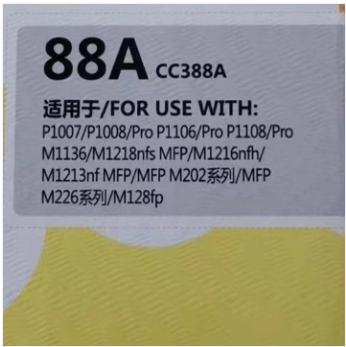 88A CC388A
适用于/FOR USE WITH:
P1007/P1008/Pro P1106/Pro P1108/Pro
M1136/M1218nfs MFP/M1216nfh/
M1213nf MFP/MFP M202系列/MFP
M226系列/M128fp